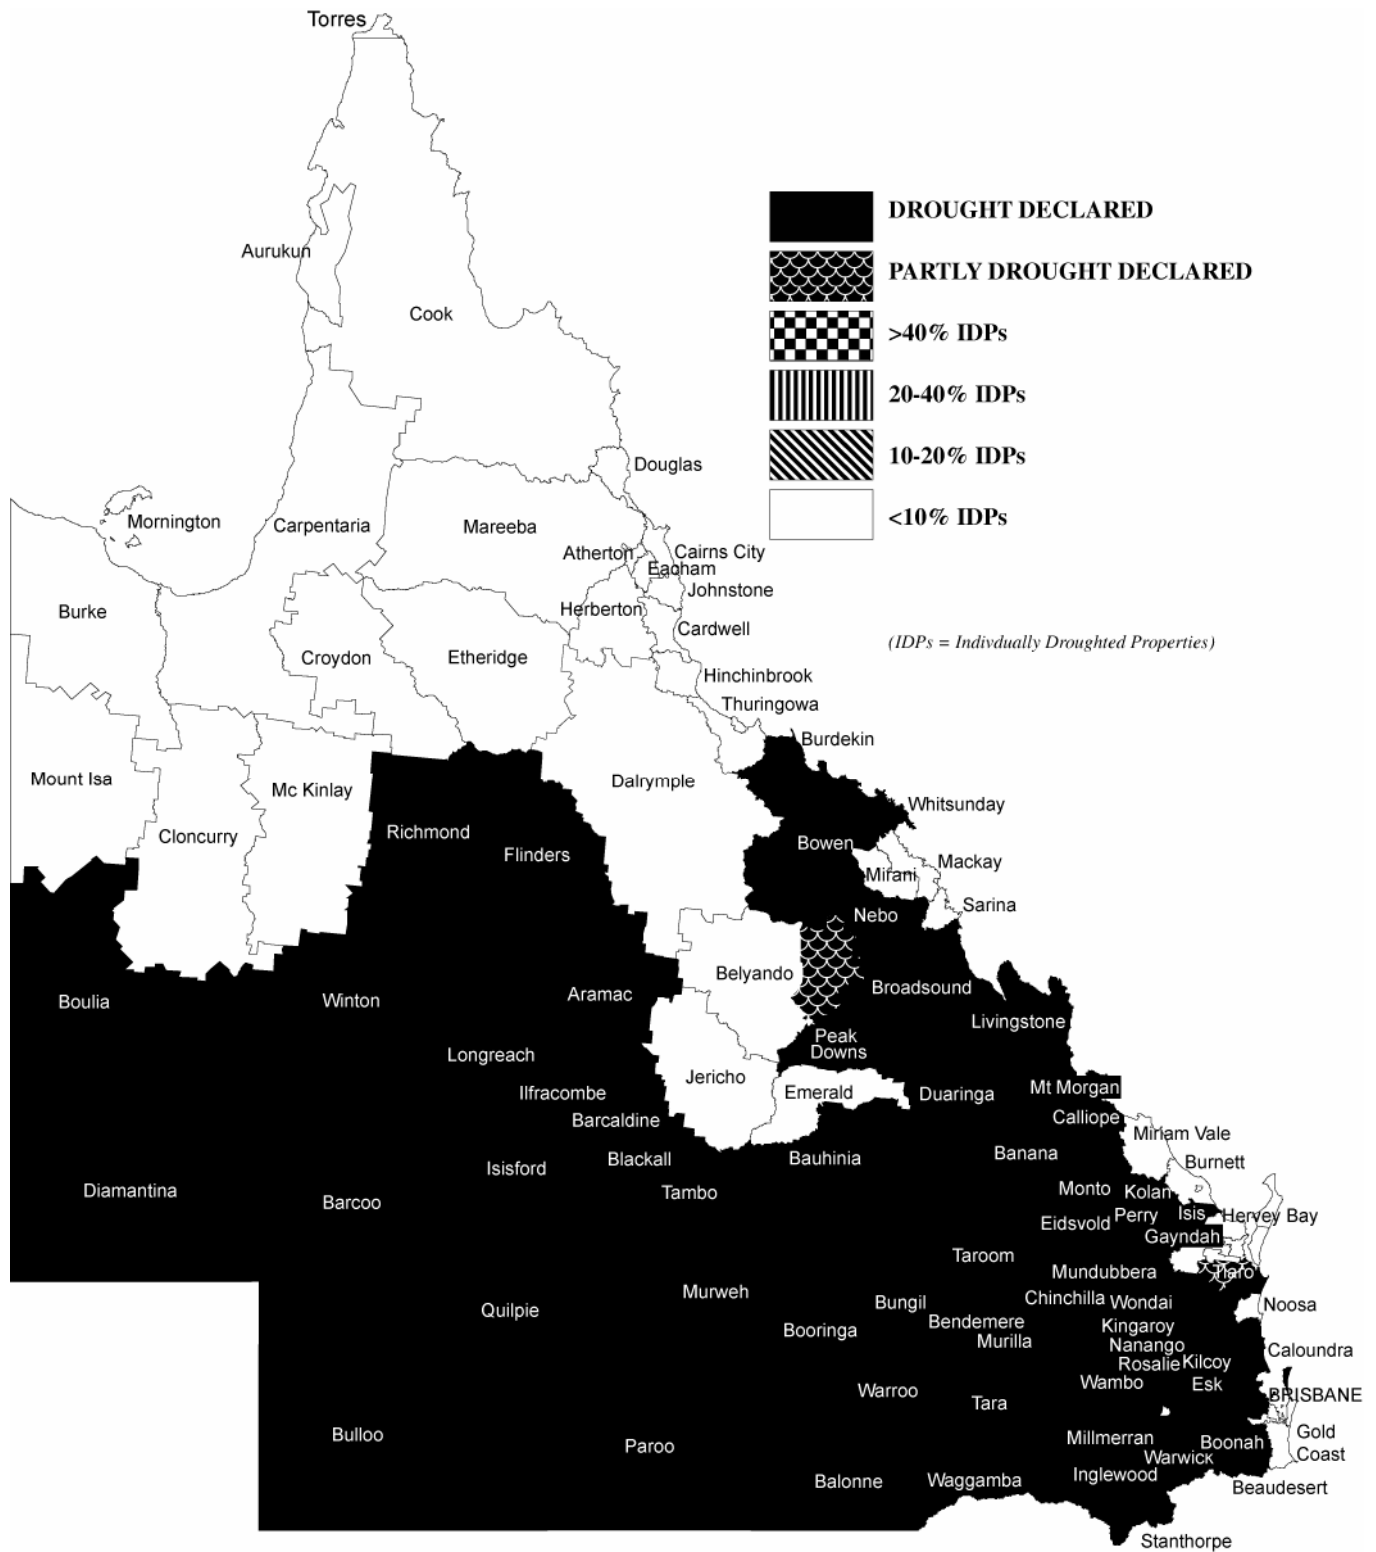 Torres
DROUGHT DECLARED
Aurukun
PARTLY DROUGHT DECLARED
Cook
>40% IDPs
20-40% IDPs
10-20% IDPs
Douglas
<10% IDPs
Mornington
Carpentaria
Mareeba
Atherton
Cairns City
Eacham
Johnstone
Burke
Herberton
Cardwell
(IDPs = Indivdually Droughted Properties)
Croydon
Etheridge
Hinchinbrook
Thuringowa
Burdekin
Mount Isa
Mc Kinlay
Dalrymple
Whitsunday
Cloncurry
Richmond
Flinders
Bowen
Mackay
Mirani
Sarina
Nebo
Belyando
Broadsound
Boulia
Winton
Aramac
Livingstone
Peak
Downs
Longreach
Jericho
Emerald
Ilfracombe
Duaringa
Mt Morgan
Barcaldine
Calliope
Miriam Vale
Isisford
Blackall
Bauhinia
Banana
Burnett
Diamantina
Barcoo
Tambo
Monto
Kolan
Eidsvold
Perry
Isis
Hervey Bay
Gayndah
Taroom
Mundubbera
Tiaro
Murweh
Quilpie
Bungil
Chinchilla
Wondai
Noosa
Booringa
Bendemere
Kingaroy
Murilla
Nanango
Caloundra
Rosalie
Kilcoy
Warroo
Wambo
Esk
BRISBANE
Tara
Bulloo
Paroo
Millmerran
Boonah
Gold
Coast
Warwick
Balonne
Waggamba
Inglewood
Beaudesert
Stanthorpe